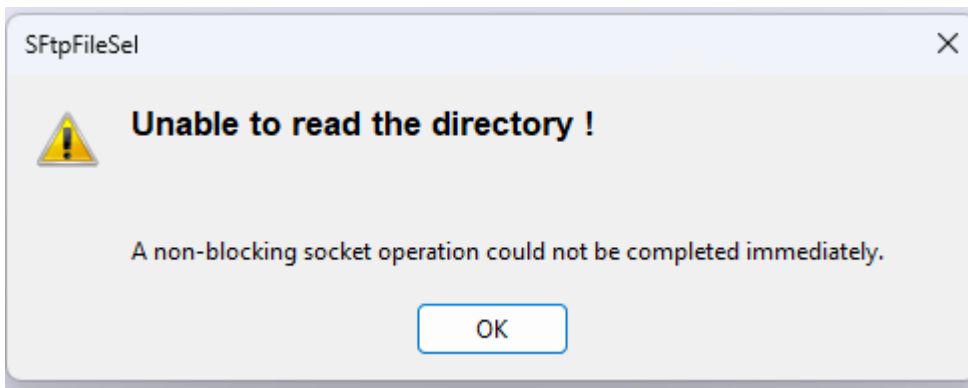 SFtpFileSel
Unable to read the directory !
A non-blocking socket operation could not be completed immediately.
OK